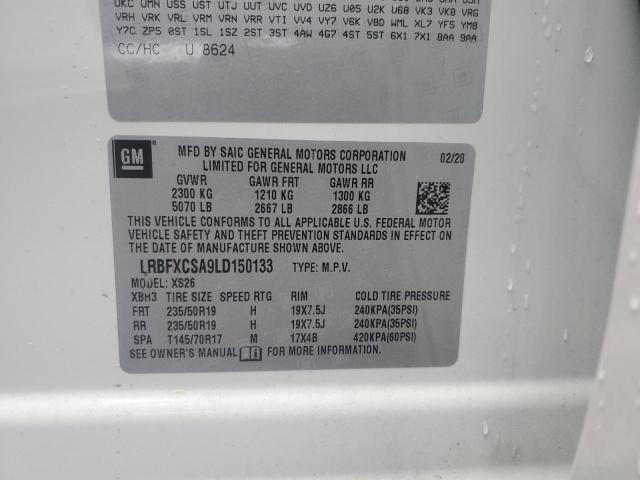 UKC UMN USS UST UTJ UUT UVC UVD UZ6 U05 U2K U68 VK3 VK8 VRG
VRH VRK VRL VRM VRN VRR VTI VV4 VY7 V6K V8D WML XL7 YF5 YM8
Y7C ZP5 0ST 1SL 1SZ 2ST 3ST 4AW 4G7 4ST 5ST 6X1 7X1 8AA 9AA
CC/HC U 8624
GM
MFD BY SAIC GENERAL MOTORS CORPORATION 02/20
LIMITED FOR GENERAL MOTORS LLC
GVWR GAWR FRT GAWR RR
2300 KG 1210 KG 1300 KG
5070 LB 2667 LB 2866 LB
THIS VEHICLE CONFORMS TO ALL APPLICABLE U.S. FEDERAL MOTOR
VEHICLE SAFETY AND THEFT PREVENTION STANDARDS IN EFFECT ON THE
DATE OF MANUFACTURE SHOWN ABOVE.
LRBFXCSA9LD150133 TYPE: M.P.V.
MODEL: XS26
XBH3 TIRE SIZE SPEED RTG RIM COLD TIRE PRESSURE
FRT 235/50R19 H 19X7.5J 240KPA(35PSI)
RR 235/50R19 H 19X7.5J 240KPA(35PSI)
SPA T145/70R17 M 17X4B 420KPA(60PSI)
SEE OWNER'S MANUAL FOR MORE INFORMATION